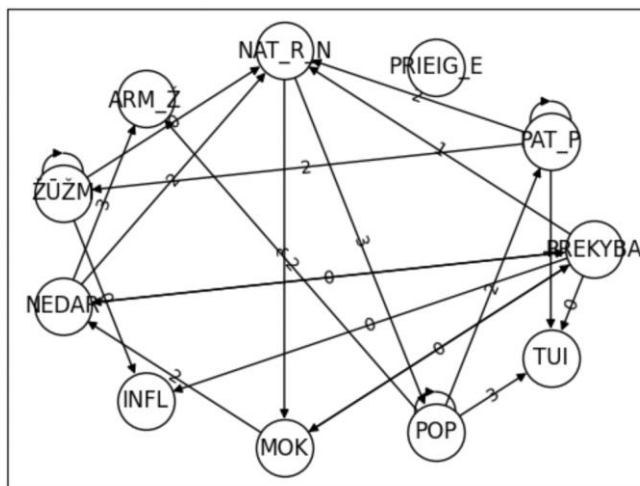 NAT_R_N
PRIEIG_E
ARM_Ž
2
PAT_P
1
2
ŽŪŽM
2
3
3
PREKYBA
2
0
NEDAR
2
0
0
0
TUI
2
INFL
3
POP
MOK